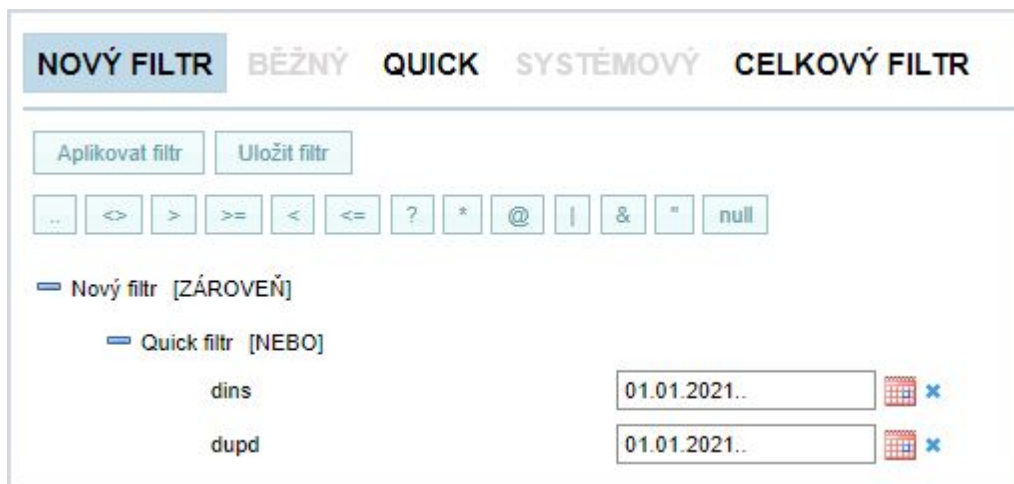 NOVÝ FILTR BĚŽNÝ QUICK SYSTÉMOVÝ CELKOVÝ FILTR
Aplikovat filtr Uložit filtr
.. <> > >= < <= ? * @ | & " null
Nový filtr [ZÁROVEŇ]
Quick filtr [NEBO]
dins 01.01.2021..
dupd 01.01.2021..